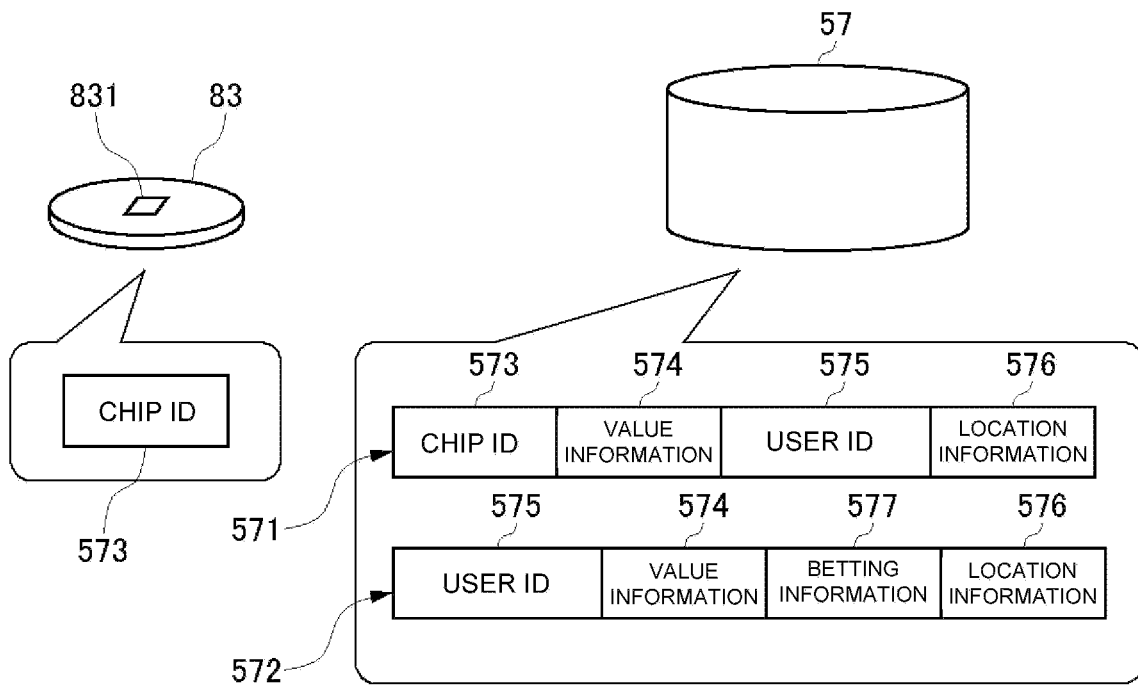 57
831 83
573 574 575 576
CHIP ID
CHIP ID VALUE INFORMATION USER ID LOCATION INFORMATION
573
571
575 574 577 576
USER ID VALUE INFORMATION BETTING INFORMATION LOCATION INFORMATION
572